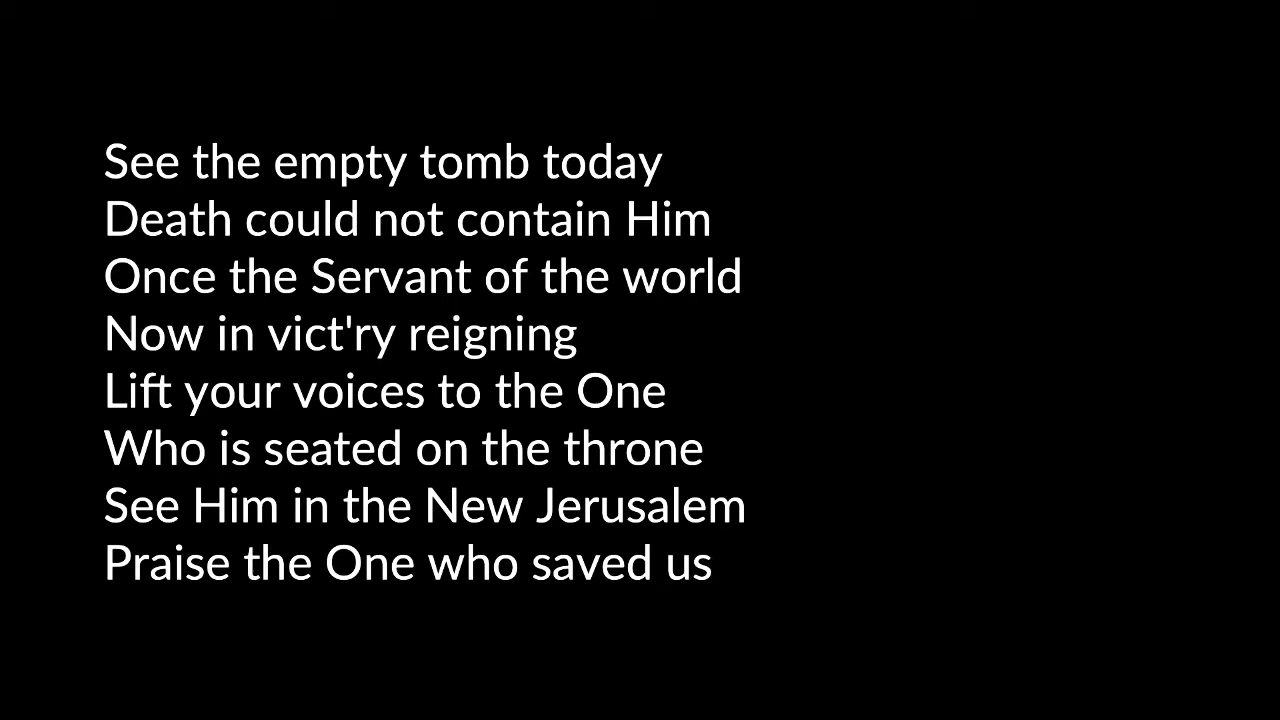 See the empty tomb today
Death could not contain Him
Once the Servant of the world
Now in vict'ry reigning
Lift your voices to the One
Who is seated on the throne
See Him in the New Jerusalem
Praise the One who saved us